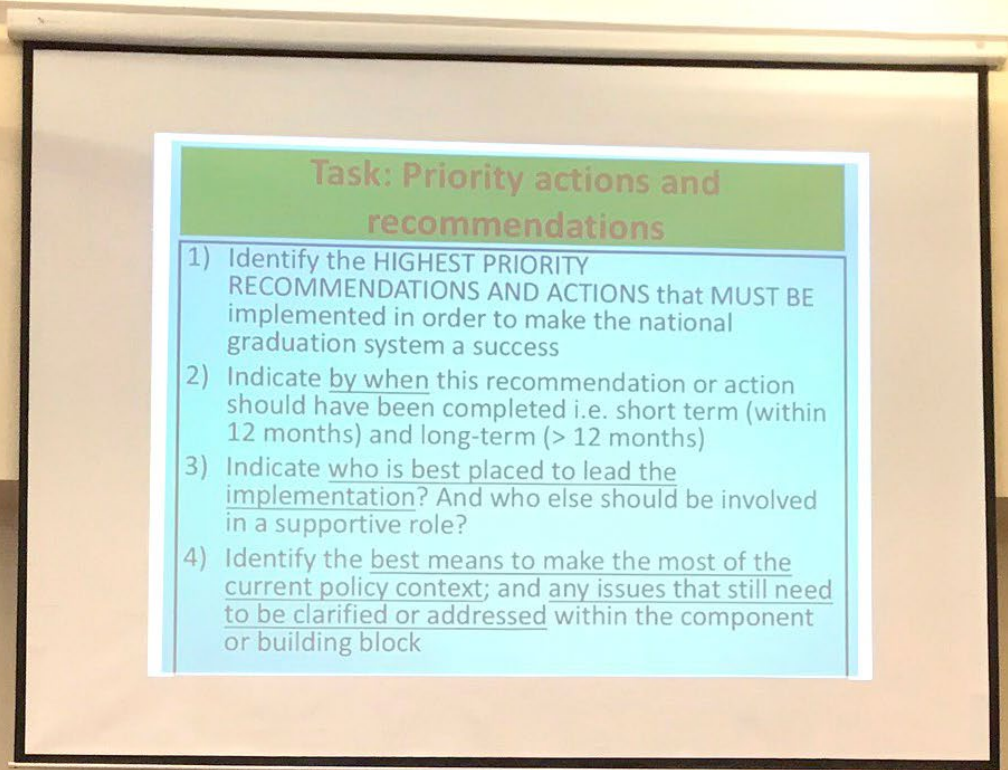 Task: Priority actions and
recommendations
1) Identify the HIGHEST PRIORITY
RECOMMENDATIONS AND ACTIONS that MUST BE
implemented in order to make the national
graduation system a success
2) Indicate by when this recommendation or action
should have been completed i.e. short term (within
12 months) and long-term (> 12 months)
3) Indicate who is best placed to lead the
implementation? And who else should be involved
in a supportive role?
4) Identify the best means to make the most of the
current policy context; and any issues that still need
to be clarified or addressed within the component
or building block